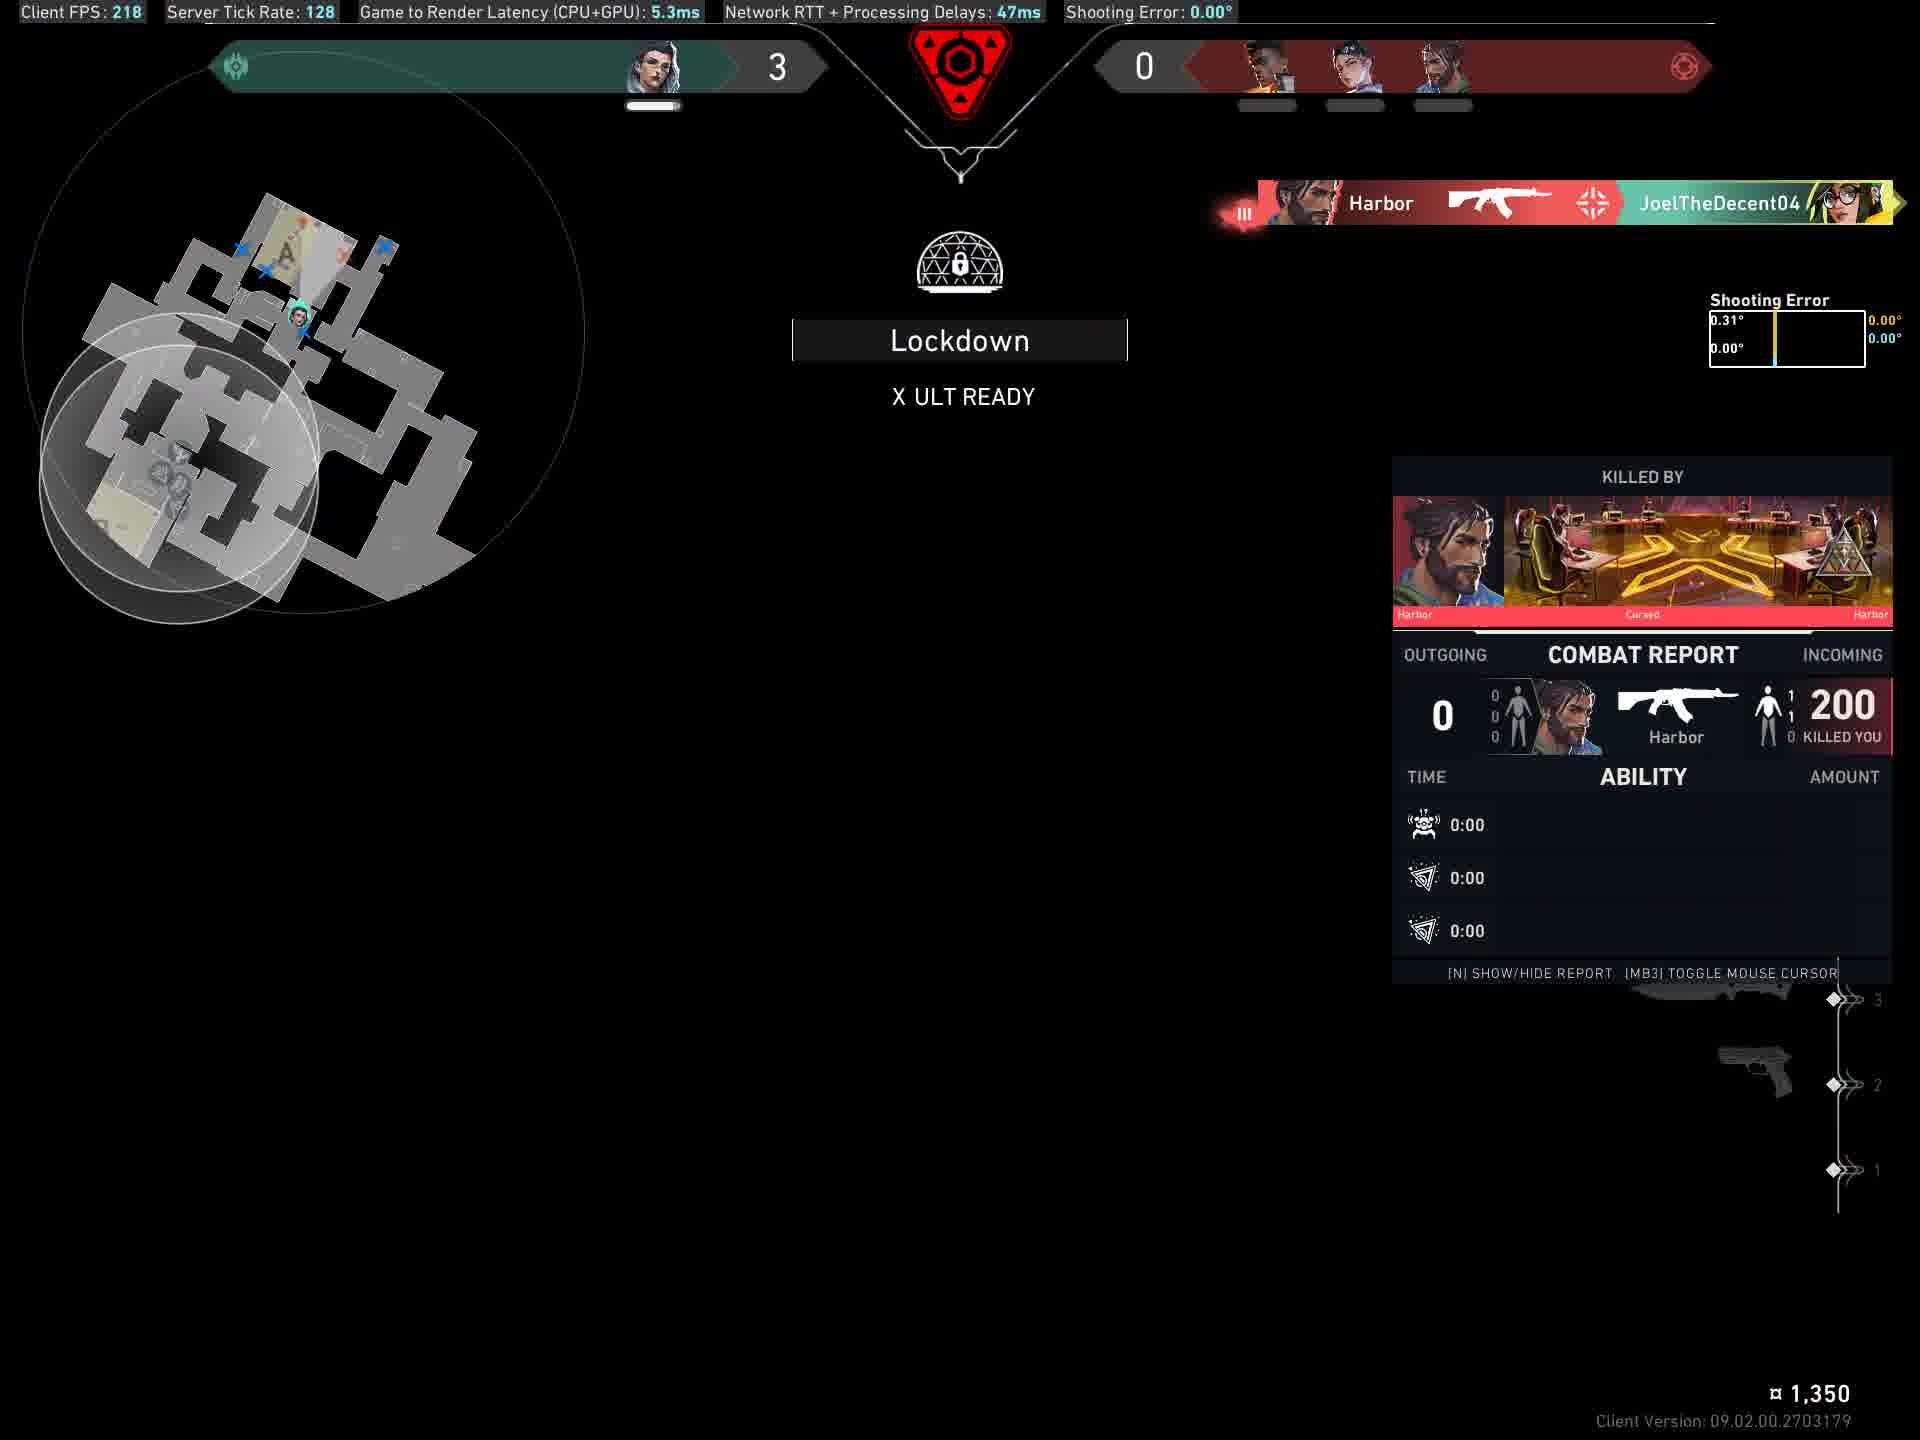 Client FPS: 218 Server Tick Rate: 128 Game to Render Latency (CPU+GPU): 5.3ms Network RTT + Processing Delays: 47ms Shooting Error: 0.00°
3 0
III Harbor JoelTheDecent04
A
Lockdown
X ULT READY
Shooting Error
0.31° 0.00°
0.00°
0.00°
KILLED BY
Harbor Cursed Harbor
OUTGOING COMBAT REPORT INCOMING
0 0 0 0 Harbor 1 1 0 200 KILLED YOU
TIME ABILITY AMOUNT
0:00
0:00
0:00
[N] SHOW/HIDE REPORT [MB3] TOGGLE MOUSE CURSOR
3
2
1
¤ 1,350
Client Version: 09.02.00.2703179